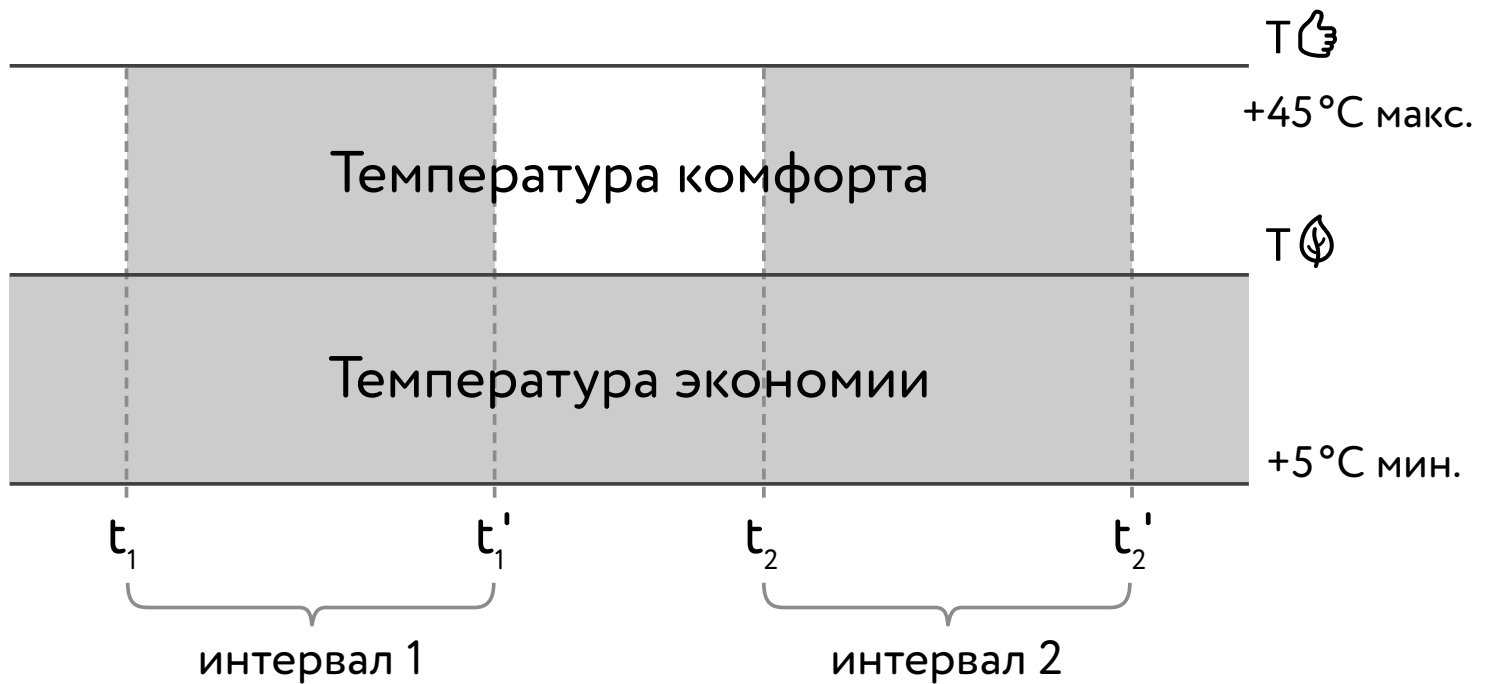 T
+45°C макс.
Температура комфорта
T
Температура экономии
+5°C мин.
t₁ t₁' t₂ t₂'
интервал 1 интервал 2